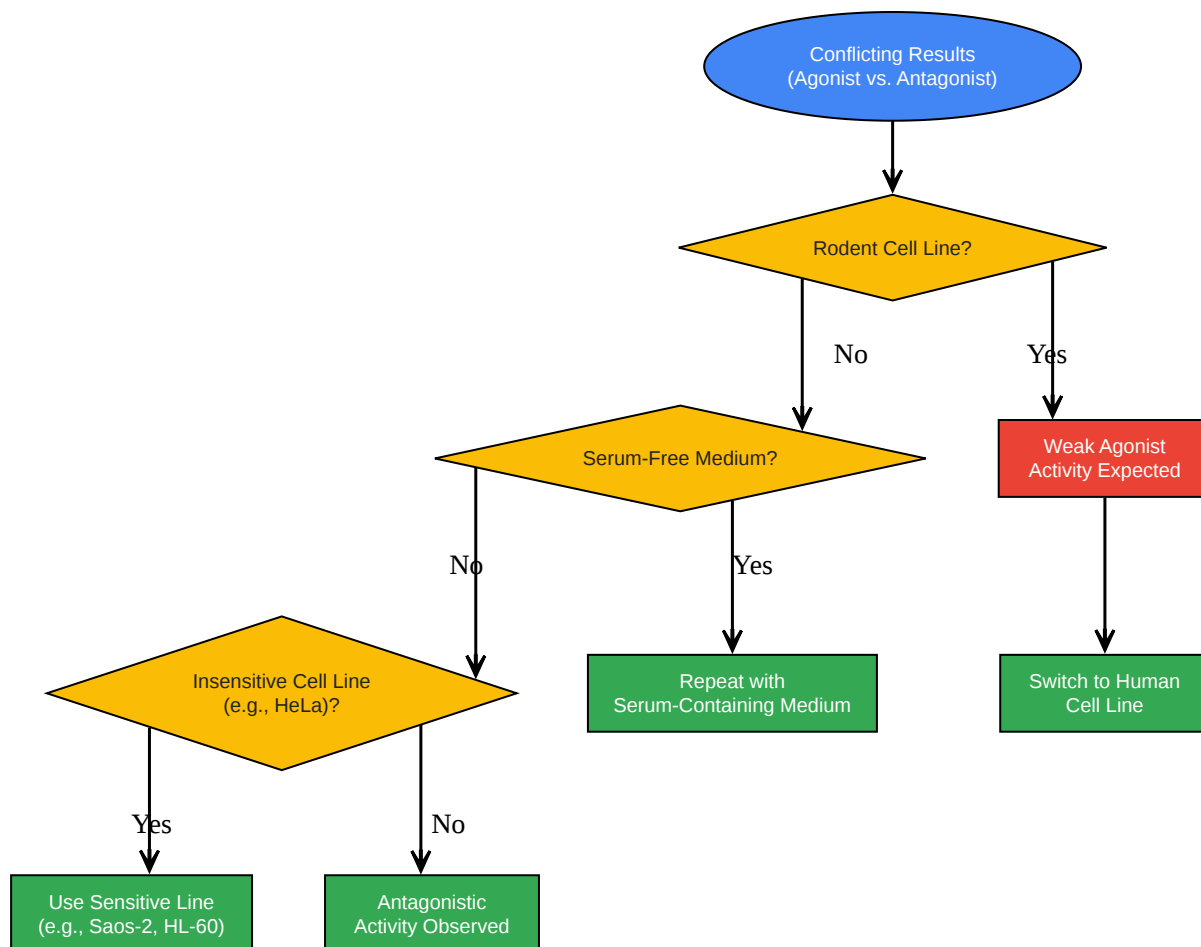 Conflicting Results
(Agonist vs. Antagonist)
Rodent Cell Line?
No
Yes
Serum-Free Medium?
Weak Agonist
Activity Expected
No
Yes
Insensitive Cell Line
(e.g., HeLa)?
Repeat with
Serum-Containing Medium
Switch to Human
Cell Line
Yes
No
Use Sensitive Line
(e.g., Saos-2, HL-60)
Antagonistic
Activity Observed